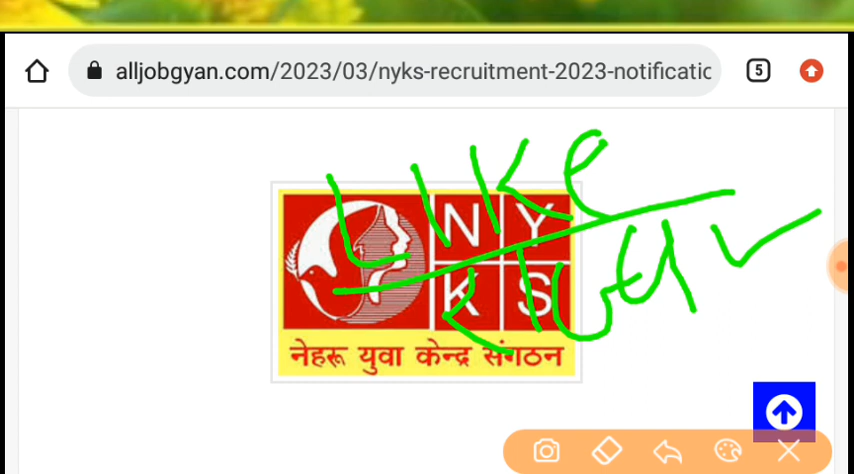 5
alljobgyan.com/2023/03/nyks-recruitment-2023-notificatic
Like
N Y
K S
नेहरू युवा केन्द्र संगठन